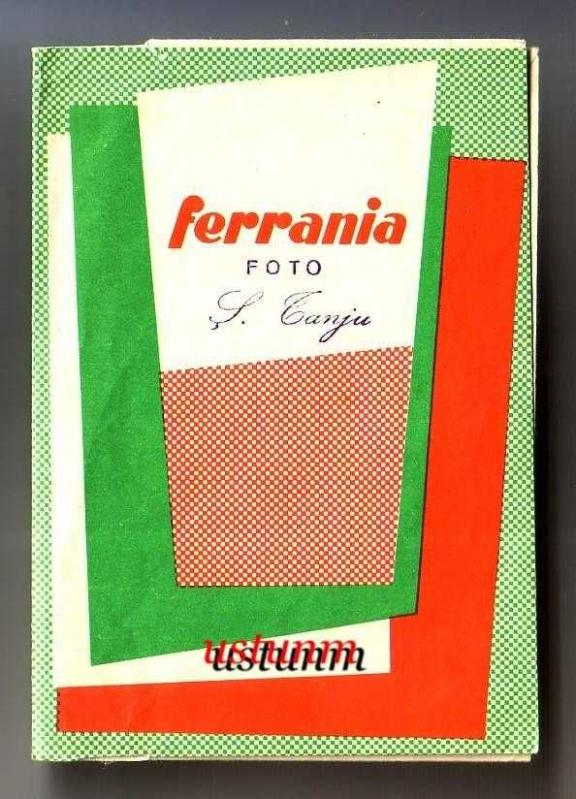 ferrania
FOTO
Ş. Tanju
ustunm